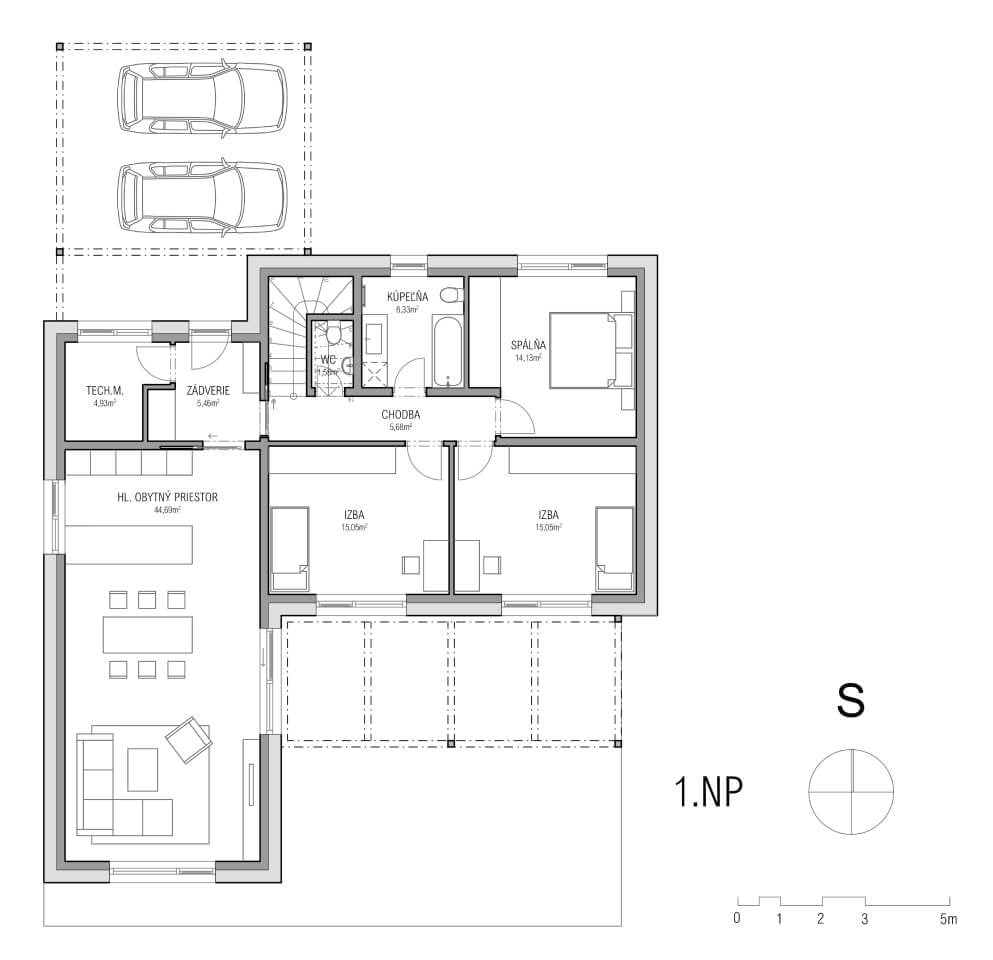 KÚPEĽŇA
6,33m²
SPÁLŇA
14,13m²
WC
1,58m²
TECH.M.
4,93m²
ZÁDVERIE
5,46m²
CHODBA
5,68m²
HL. OBYTNÝ PRIESTOR
44,69m²
IZBA
15,05m²
IZBA
15,05m²
S
1.NP
0 1 2 3 5m